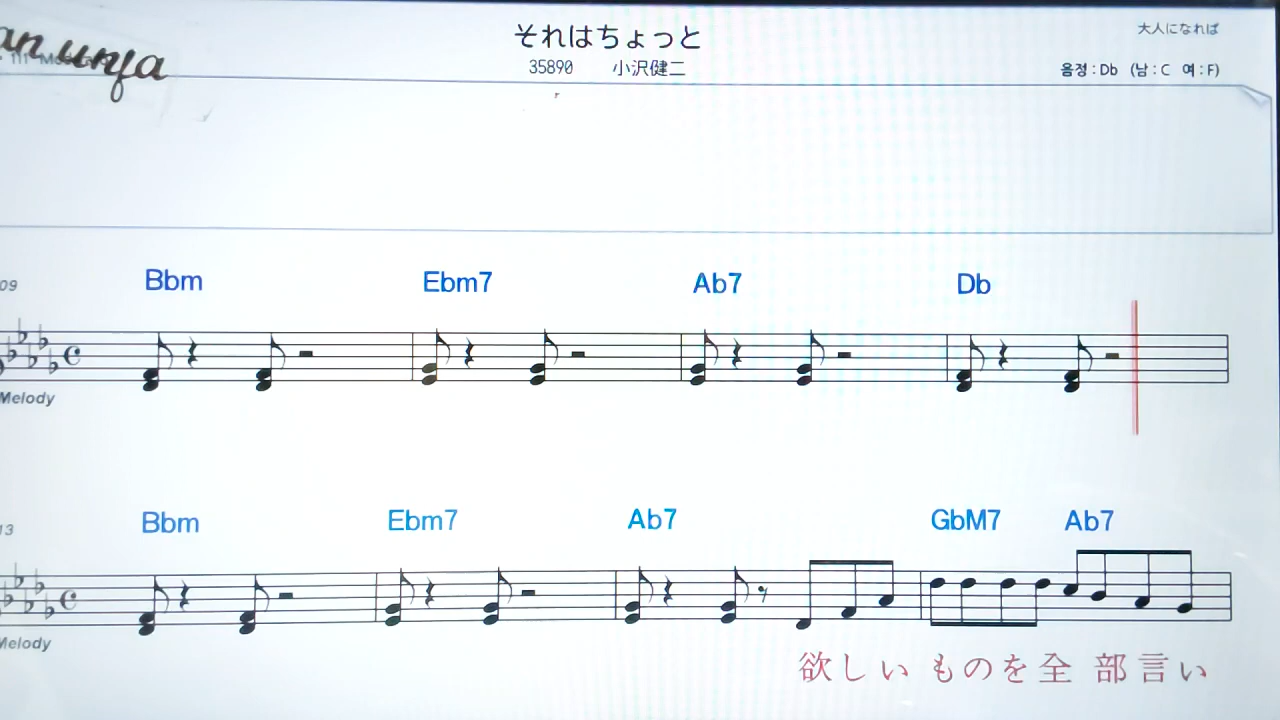 それはちょっと
大人になれば
35890 小沢健二
음정 : Db (남 : C 여 : F)
Bbm Ebm7 Ab7 Db
09
Melody
Bbm Ebm7 Ab7 GbM7 Ab7
13
Melody
欲しい ものを全 部言い